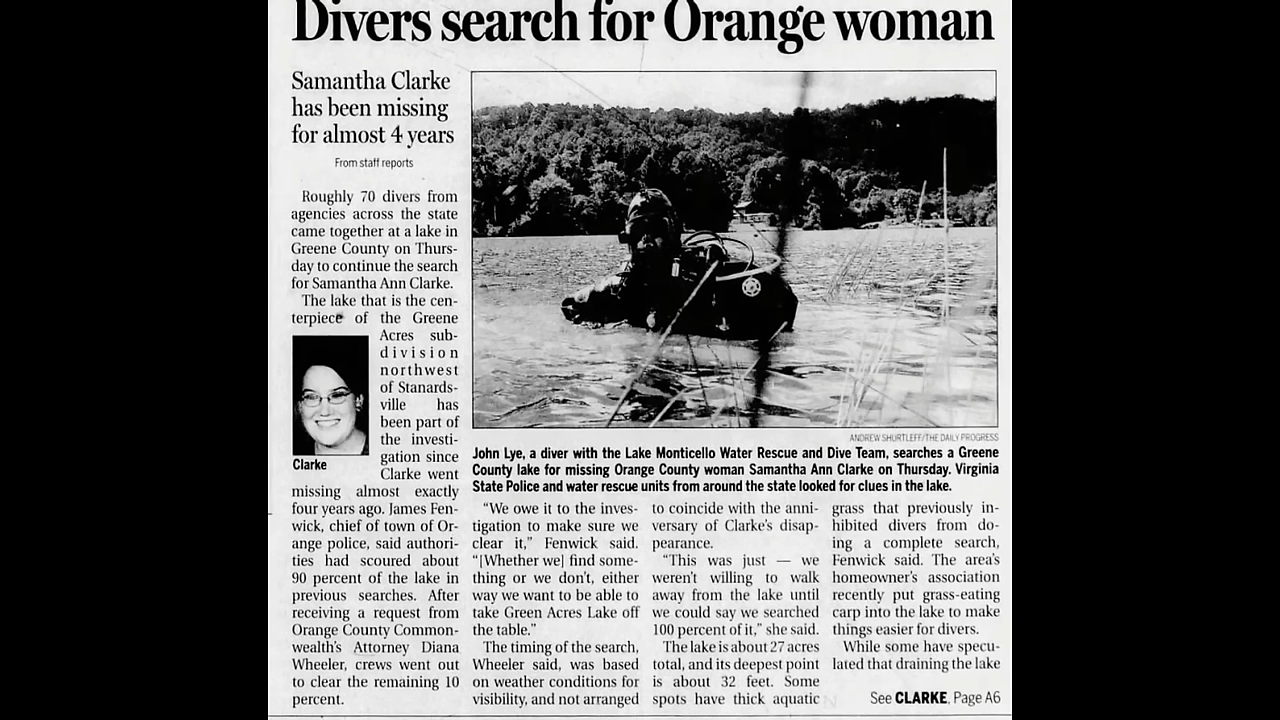 Divers search for Orange woman
Samantha Clarke
has been missing
for almost 4 years
From staff reports
Roughly 70 divers from
agencies across the state
came together at a lake in
Greene County on Thurs-
day to continue the search
for Samantha Ann Clarke.
The lake that is the cen-
terpiece of the Greene
Acres sub-
division
northwest
of Stanards-
ville has
been part of
the investi-
gation since
Clarke went
Clarke
missing almost exactly
four years ago. James Fen-
wick, chief of town of Or-
ange police, said authori-
ties had scoured about
90 percent of the lake in
previous searches. After
receiving a request from
Orange County Common-
wealth's Attorney Diana
Wheeler, crews went out
to clear the remaining 10
percent.
ANDREW SHURTLEFF/THE DAILY PROGRESS
John Lye, a diver with the Lake Monticello Water Rescue and Dive Team, searches a Greene
County lake for missing Orange County woman Samantha Ann Clarke on Thursday. Virginia
State Police and water rescue units from around the state looked for clues in the lake.
"We owe it to the inves-
tigation to make sure we
clear it," Fenwick said.
"[Whether we] find some-
thing or we don't, either
way we want to be able to
take Green Acres Lake off
the table."
The timing of the search,
Wheeler said, was based
on weather conditions for
visibility, and not arranged
to coincide with the anni-
versary of Clarke's disap-
pearance.
"This was just — we
weren't willing to walk
away from the lake until
we could say we searched
100 percent of it," she said.
The lake is about 27 acres
total, and its deepest point
is about 32 feet. Some
spots have thick aquatic
grass that previously in-
hibited divers from do-
ing a complete search,
Fenwick said. The area's
homeowner's association
recently put grass-eating
carp into the lake to make
things easier for divers.
While some have specu-
lated that draining the lake
See CLARKE, Page A6